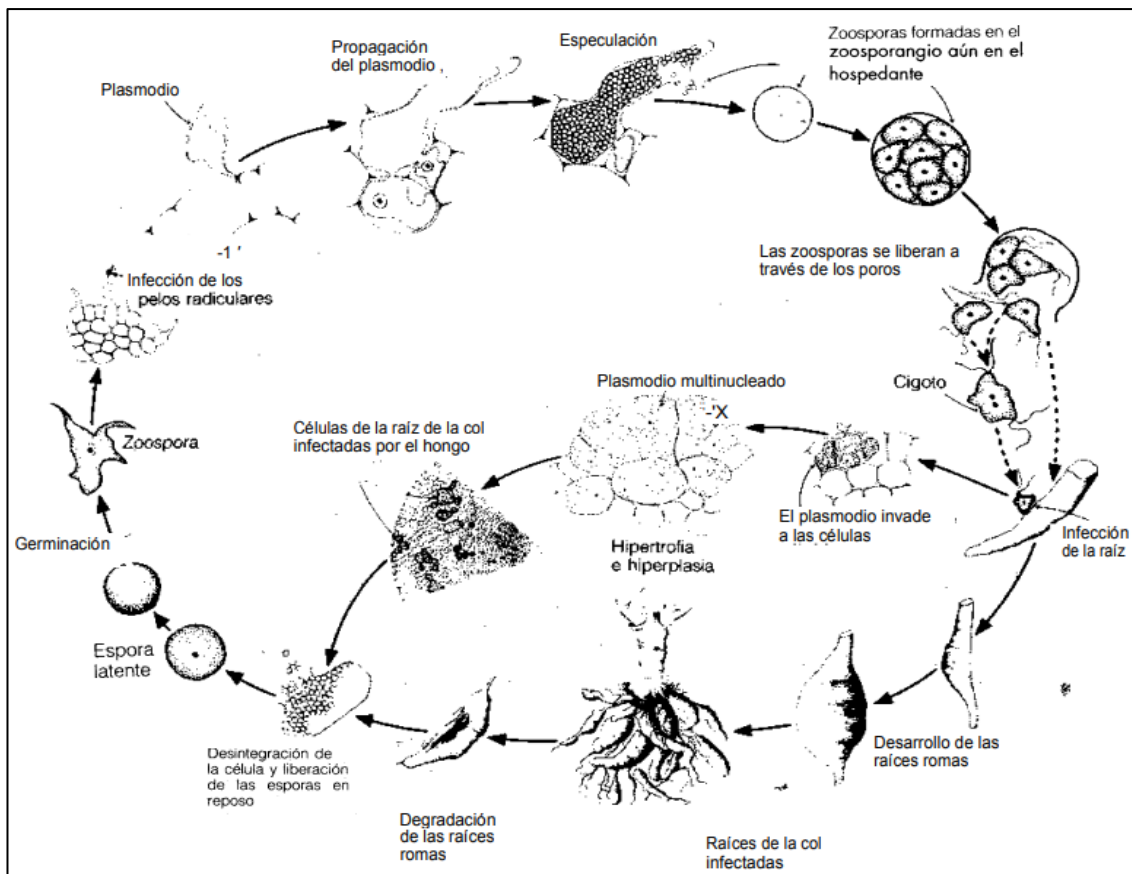 Plasmodio
Propagación
del plasmodio
Especulación
Zoosporas formadas en el
zoosporangio aún en el
hospedante
Las zoosporas se liberan a
través de los poros
Cigoto
Infección
de la raíz
El plasmodio invade
a las células
Plasmodio multinucleado
-'X
Hipertrofia
e hiperplasia
Células de la raíz de la col
infectadas por el hongo
Desarrollo de las
raíces romas
Raíces de la col
infectadas
Degradación
de las raíces
romas
Desintegración de
la célula y liberación
de las esporas en
reposo
Espora
latente
Germinación
Zoospora
Infección de los
pelos radiculares
-1 '